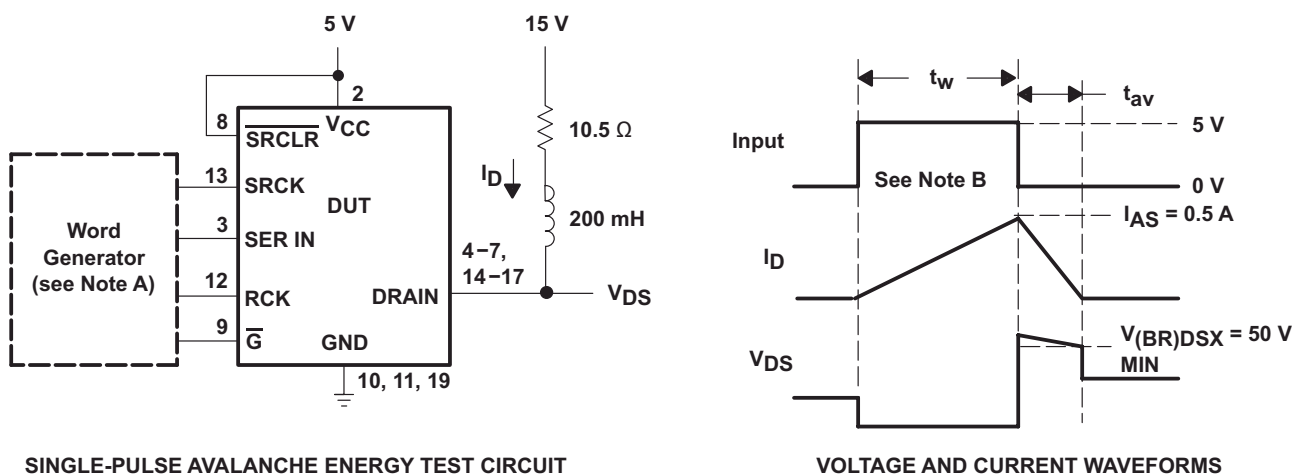 5 V
15 V
2
8
SRCLR
VCC
10.5 Ω
13
SRCK
ID
DUT
200 mH
Word
Generator
(see Note A)
3
SER IN
4−7,
14−17
12
RCK
DRAIN
VDS
9
G
GND
10, 11, 19
SINGLE-PULSE AVALANCHE ENERGY TEST CIRCUIT
tw
tav
Input
5 V
See Note B
0 V
IAS = 0.5 A
ID
V(BR)DSX = 50 V
MIN
VDS
VOLTAGE AND CURRENT WAVEFORMS